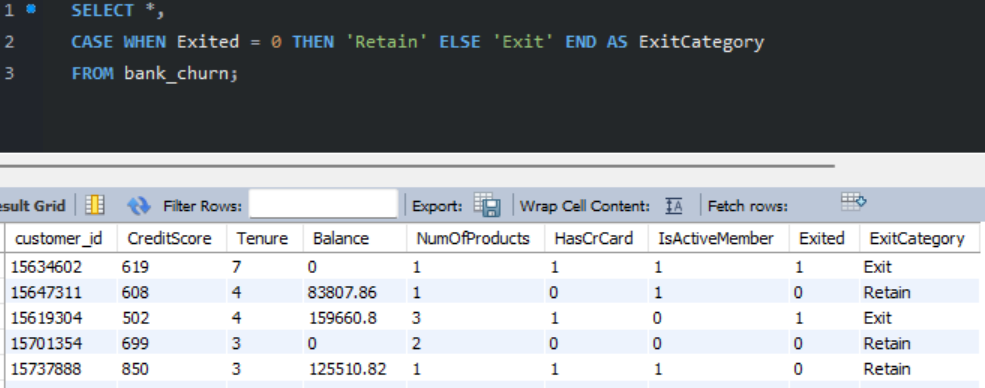 1 SELECT *,
2 CASE WHEN Exited = 0 THEN 'Retain' ELSE 'Exit' END AS ExitCategory
3 FROM bank_churn;
esult Grid Filter Rows: Export: Wrap Cell Content: IA Fetch rows:
customer_id CreditScore Tenure Balance NumOfProducts HasCrCard IsActiveMember Exited ExitCategory
15634602 619 7 0 1 1 1 1 Exit
15647311 608 4 83807.86 1 0 1 0 Retain
15619304 502 4 159660.8 3 1 0 1 Exit
15701354 699 3 0 2 0 0 0 Retain
15737888 850 3 125510.82 1 1 1 0 Retain